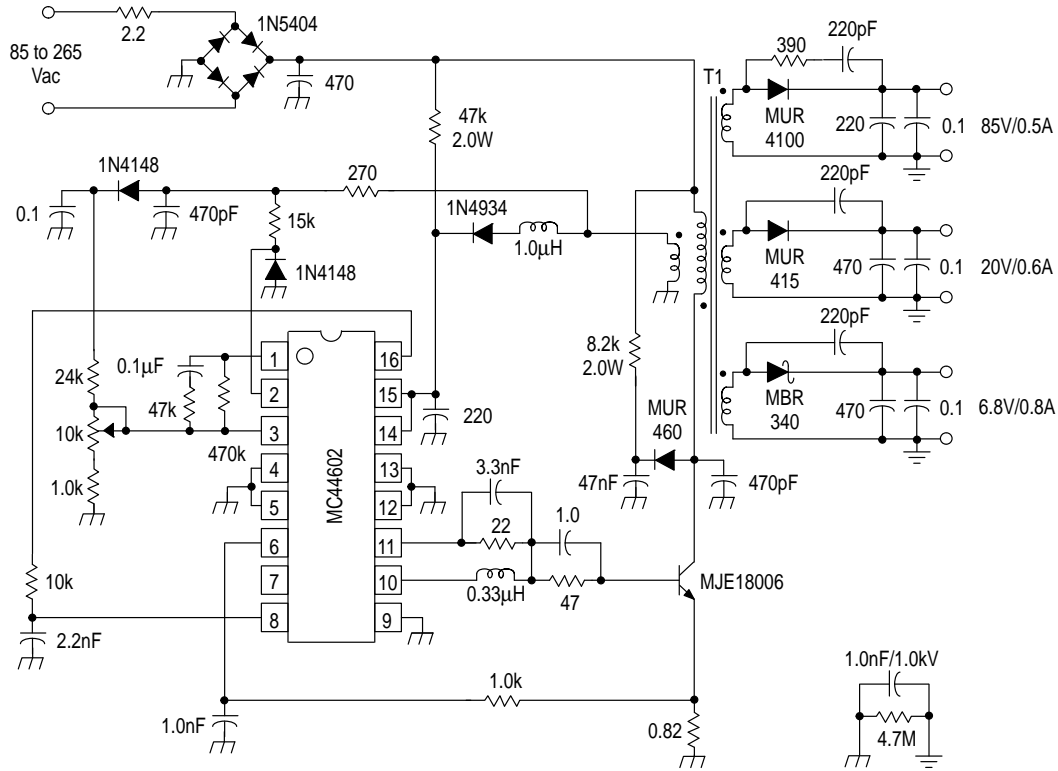 2.2
1N5404
85 to 265
Vac
470
47k
2.0W
T1
390
220pF
MUR
4100
220
0.1
85V/0.5A
1N4148
0.1
470pF
270
15k
1N4148
1N4934
1.0µH
220pF
MUR
415
470
0.1
20V/0.6A
220pF
MBR
340
470
0.1
6.8V/0.8A
8.2k
2.0W
MUR
460
47nF
470pF
24k
10k
1.0k
0.1µF
47k
470k
1
2
3
4
5
6
7
8
MC44602
16
15
14
13
12
11
10
9
220
3.3nF
22
1.0
0.33µH
47
MJE18006
10k
2.2nF
1.0nF
1.0k
0.82
1.0nF/1.0kV
4.7M